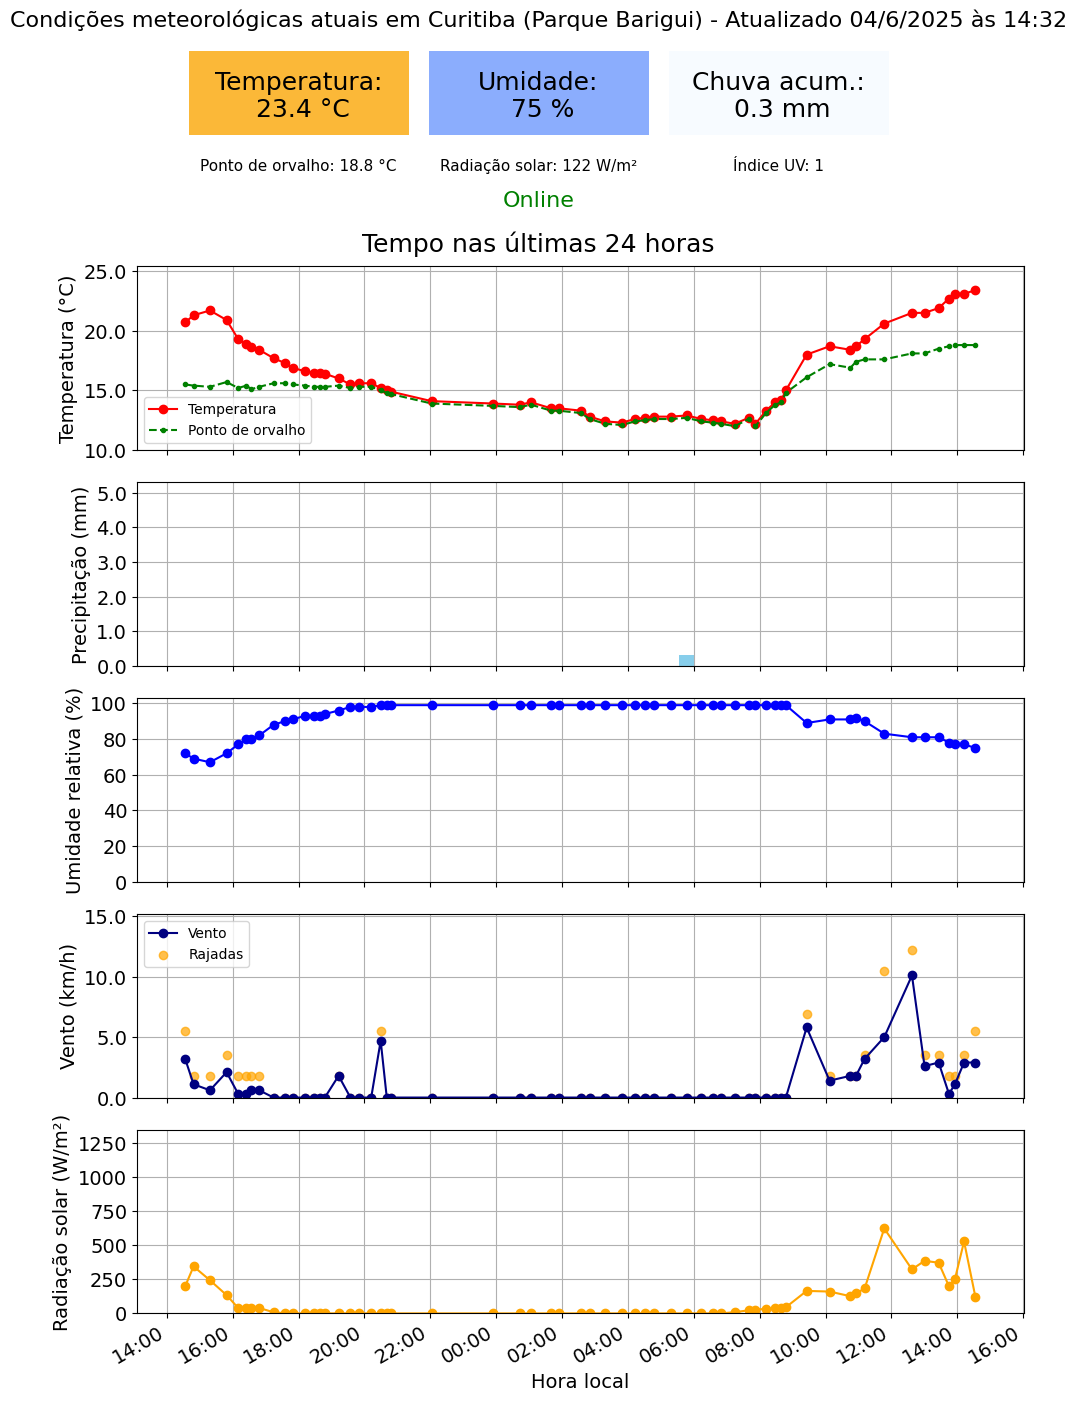 Condições meteorológicas atuais em Curitiba (Parque Barigui) - Atualizado 04/6/2025 às 14:32
Temperatura:
23.4 °C
Umidade:
75 %
Chuva acum.:
0.3 mm
Ponto de orvalho: 18.8 °C
Radiação solar: 122 W/m²
Índice UV: 1
Online
Tempo nas últimas 24 horas
Temperatura (°C)
25.0
20.0
15.0
10.0
Temperatura
Ponto de orvalho
Precipitação (mm)
5.0
4.0
3.0
2.0
1.0
0.0
Umidade relativa (%)
100
80
60
40
20
0
Vento (km/h)
15.0
10.0
5.0
0.0
Vento
Rajadas
Radiação solar (W/m²)
1250
1000
750
500
250
0
14:00
16:00
18:00
20:00
22:00
00:00
02:00
04:00
06:00
08:00
10:00
12:00
14:00
16:00
Hora local